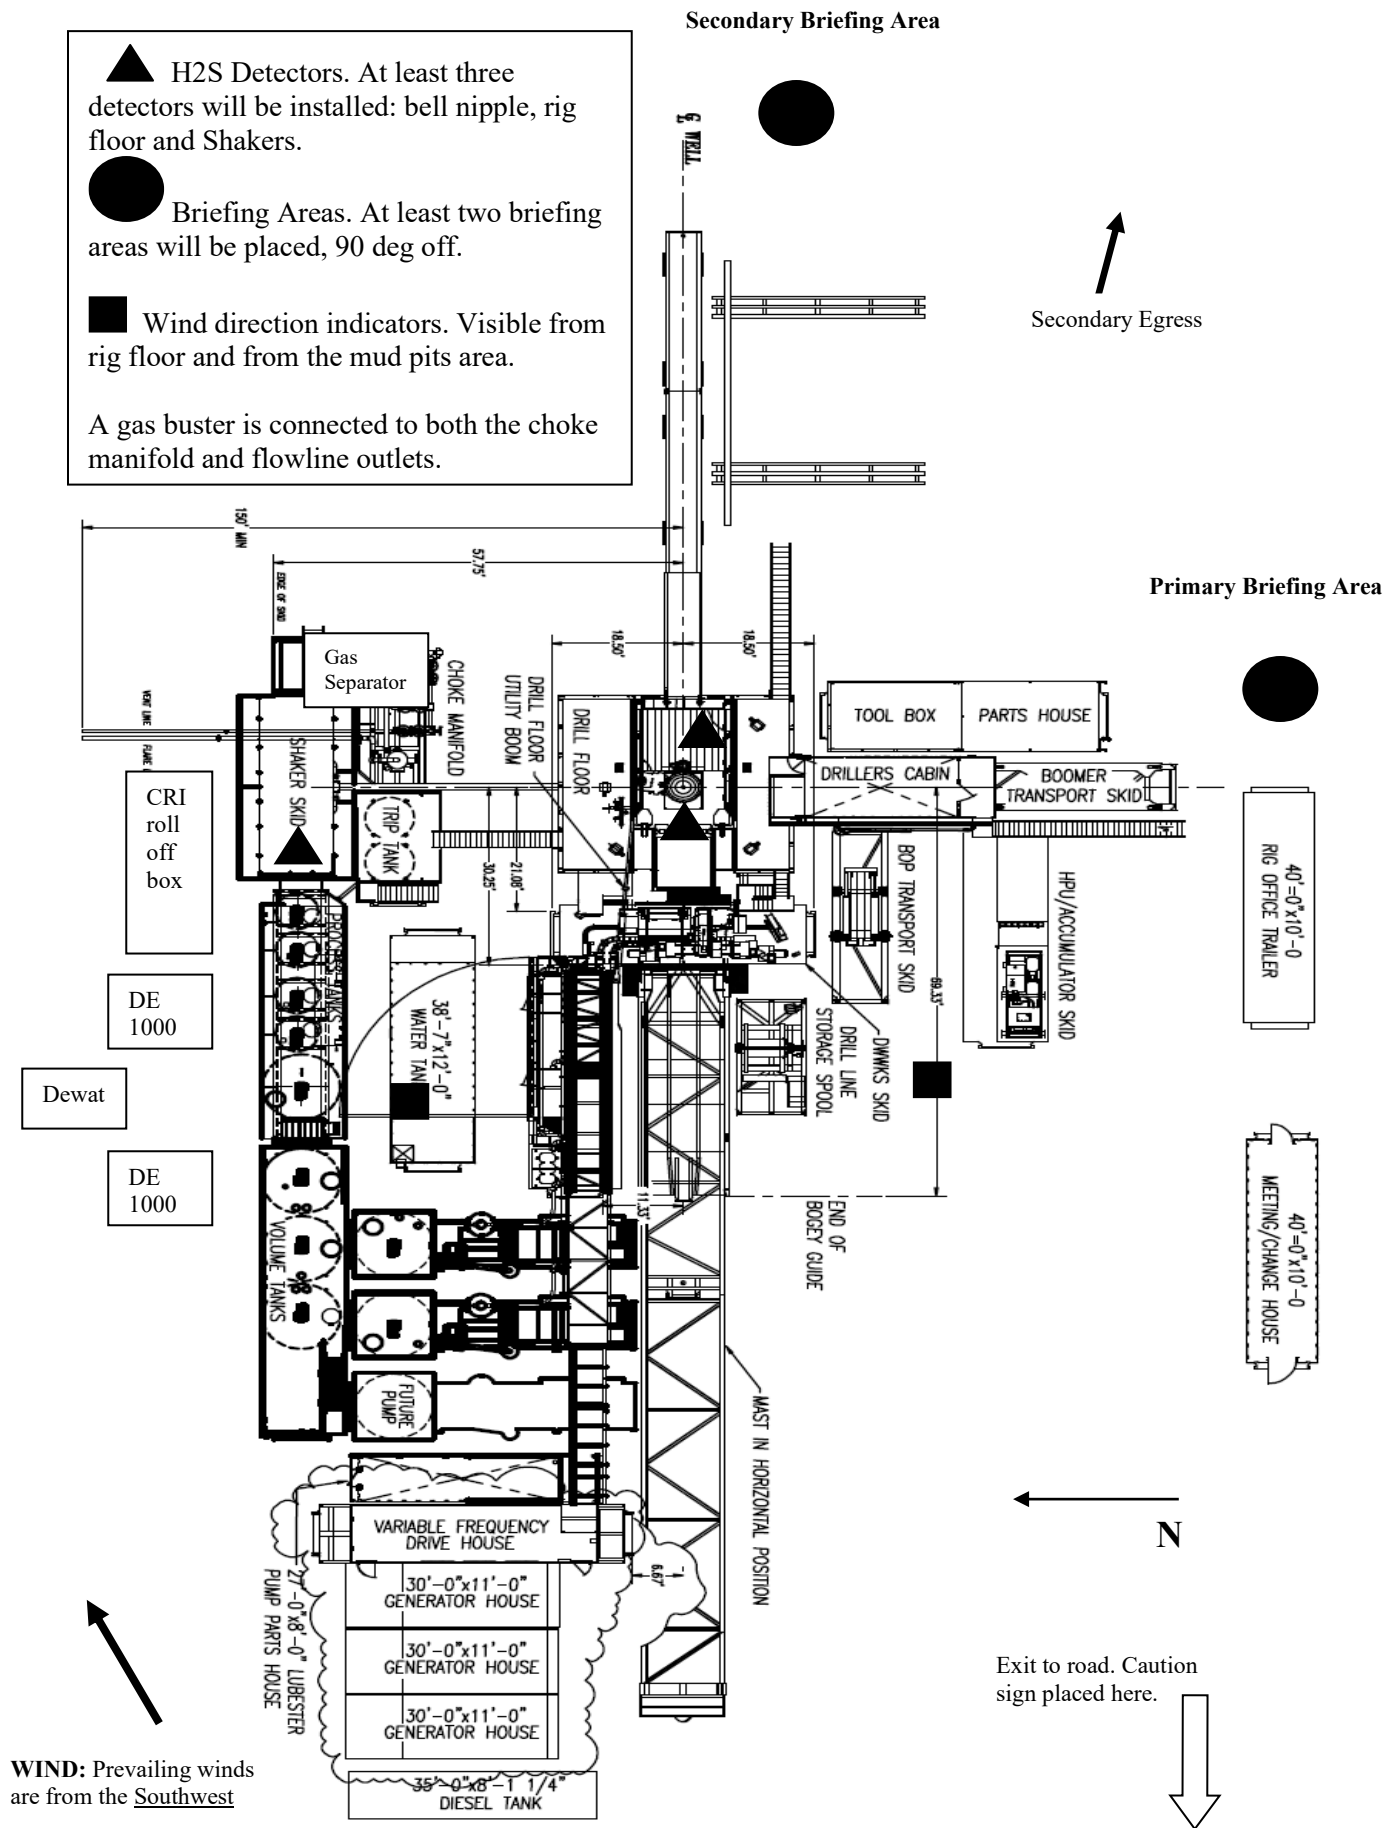 Secondary Briefing Area
H2S Detectors. At least three
detectors will be installed: bell nipple, rig
floor and Shakers.
Briefing Areas. At least two briefing
areas will be placed, 90 deg off.
Wind direction indicators. Visible from
rig floor and from the mud pits area.
A gas buster is connected to both the choke
manifold and flowline outlets.
WELL
Secondary Egress
150' MIN
57.75'
EDGE OF SKID
Primary Briefing Area
18.50'
18.50'
Gas
Separator
CHOKE MANIFOLD
DRILL FLOOR
UTILITY BOOM
DRILL FLOOR
TOOL BOX
PARTS HOUSE
VENT LINE
SHAKER SKID
DRILLERS CABIN
BOOMER
TRANSPORT SKID
CRI
roll
off
box
TRIP TANK
30.25'
21.08'
BOP TRANSPORT SKID
HPU/ACCUMULATOR SKID
40'=0"x10'-0
RIG OFFICE TRAILER
DE
1000
38'-7"x12'-0"
WATER
DRILL LINE
STORAGE SPOOL
DWWKS SKID
69.33'
Dewat
DE
1000
VOLUME TANKS
11.33'
END OF
BOGEY GUIDE
40'=0"x10'-0
MEETING/CHANGE HOUSE
FUTURE
PUMP
MAST IN HORIZONTAL POSITION
N
VARIABLE FREQUENCY
DRIVE HOUSE
6.67'
27'-0"x8'-0" LUBESTER
PUMP PARTS HOUSE
30'-0"x11'-0"
GENERATOR HOUSE
30'-0"x11'-0"
GENERATOR HOUSE
30'-0"x11'-0"
GENERATOR HOUSE
35'-0"x8'-1 1/4"
DIESEL TANK
Exit to road. Caution
sign placed here.
WIND: Prevailing winds
are from the Southwest